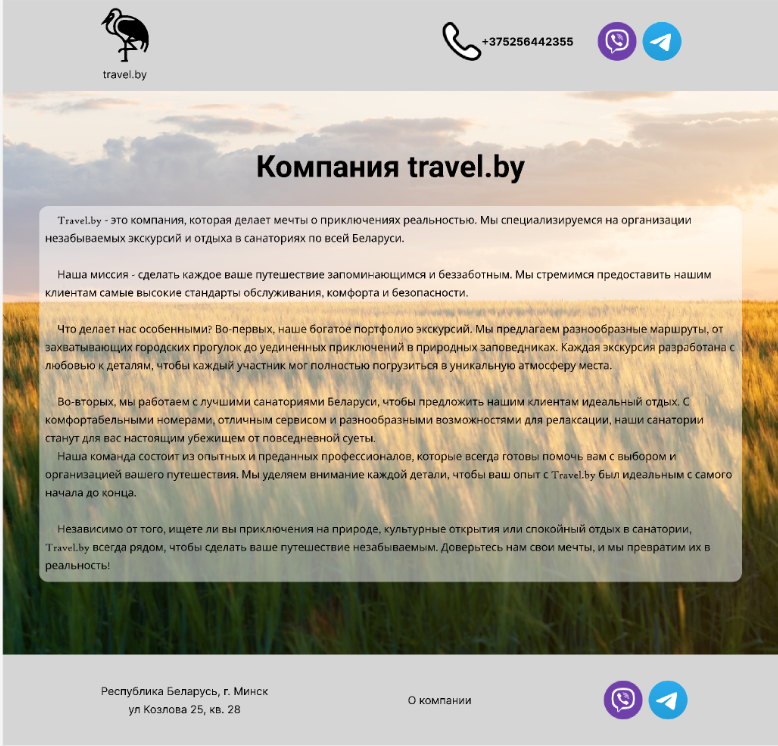 travel.by
+375256442355
Компания travel.by
Travel.by - это компания, которая делает мечты о приключениях реальностью. Мы специализируемся на организации
незабываемых экскурсий и отдыха в санаториях по всей Беларуси.
Наша миссия - сделать каждое ваше путешествие запоминающимся и беззаботным. Мы стремимся предоставить нашим
клиентам самые высокие стандарты обслуживания, комфорта и безопасности.
Что делает нас особенными? Во-первых, наше богатое портфолио экскурсий. Мы предлагаем разнообразные маршруты, от
захватывающих городских прогулок до уединенных приключений в природных заповедниках. Каждая экскурсия разработана с
любовью к деталям, чтобы каждый участник мог полностью погрузиться в уникальную атмосферу места.
Во-вторых, мы работаем с лучшими санаториями Беларуси, чтобы предложить нашим клиентам идеальный отдых. С
комфортабельными номерами, отличным сервисом и разнообразными возможностями для релаксации, наши санатории
станут для вас настоящим убежищем от повседневной суеты.
Наша команда состоит из опытных и преданных профессионалов, которые всегда готовы помочь вам с выбором и
организацией вашего путешествия. Мы уделяем внимание каждой детали, чтобы ваш опыт с Travel.by был идеальным с самого
начала до конца.
Независимо от того, ищете ли вы приключения на природе, культурные открытия или спокойный отдых в санатории,
Travel.by всегда рядом, чтобы сделать ваше путешествие незабываемым. Доверьтесь нам свои мечты, и мы превратим их в
реальность!
Республика Беларусь, г. Минск
ул Козлова 25, кв. 28
О компании